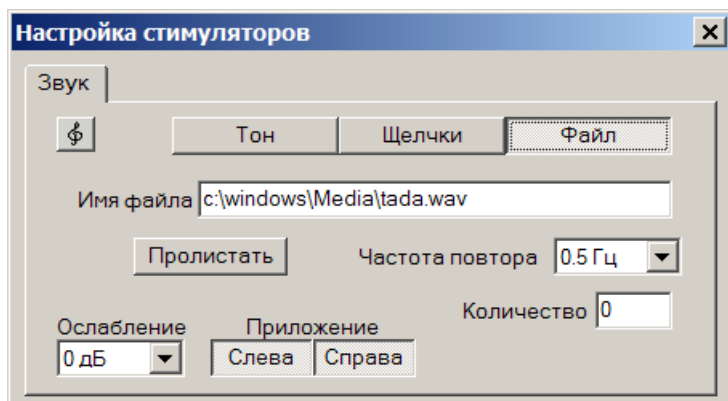 Настройка стимуляторов
Звук
Тон Щелчки Файл
Имя файла c:\windows\Media\tada.wav
Пролистать Частота повтора 0.5 Гц
Количество 0
Ослабление Приложение
0 дБ Слева Справа